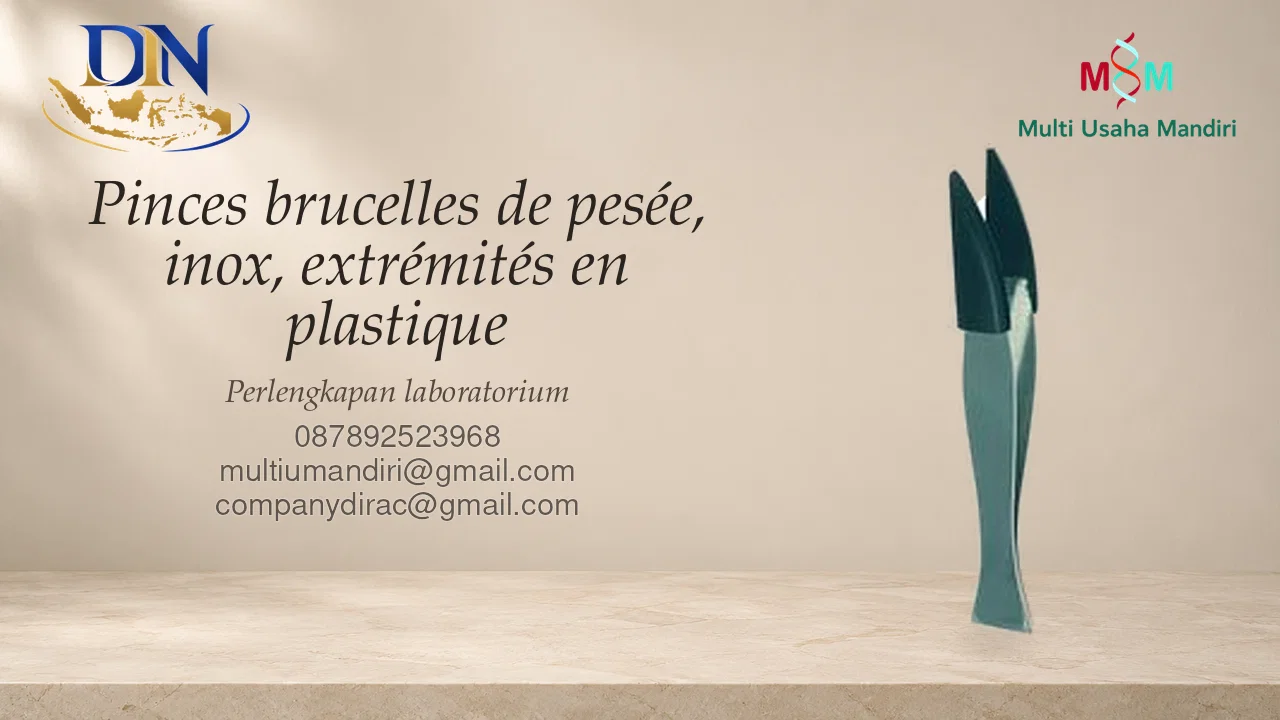 DIN
M M
Multi Usaha Mandiri
Pinces brucelles de pesée,
inox, extrémités en
plastique
Perlengkapan laboratorium
087892523968
multiumandiri@gmail.com
companydirac@gmail.com